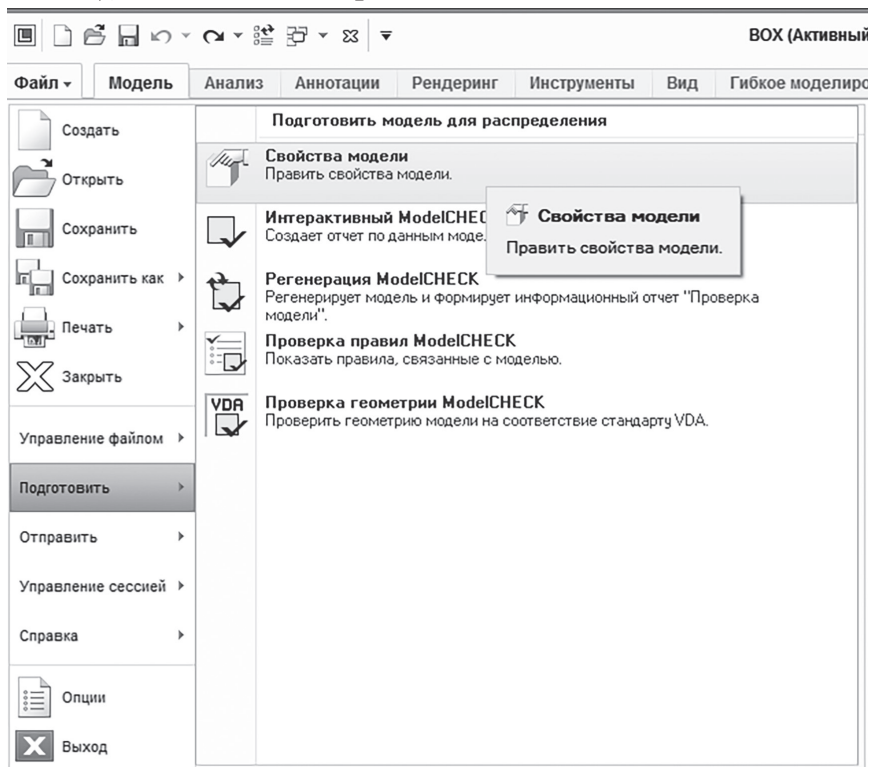 BOX (Активный
Файл Модель Анализ Аннотации Рендеринг Инструменты Вид Гибкое моделиро
Создать
Открыть
Сохранить
Сохранить как
Печать
Закрыть
Управление файлом
Подготовить
Отправить
Управление сессией
Справка
Опции
Выход
Подготовить модель для распределения
Свойства модели
Править свойства модели.
Интерактивный ModelCHEC
Создает отчет по данным моде
Свойства модели
Править свойства модели.
Регенерация ModelCHECK
Регенерирует модель и формирует информационный отчет "Проверка
модели".
Проверка правил ModelCHECK
Показать правила, связанные с моделью.
VDA
Проверка геометрии ModelCHECK
Проверить геометрию модели на соответствие стандарту VDA.